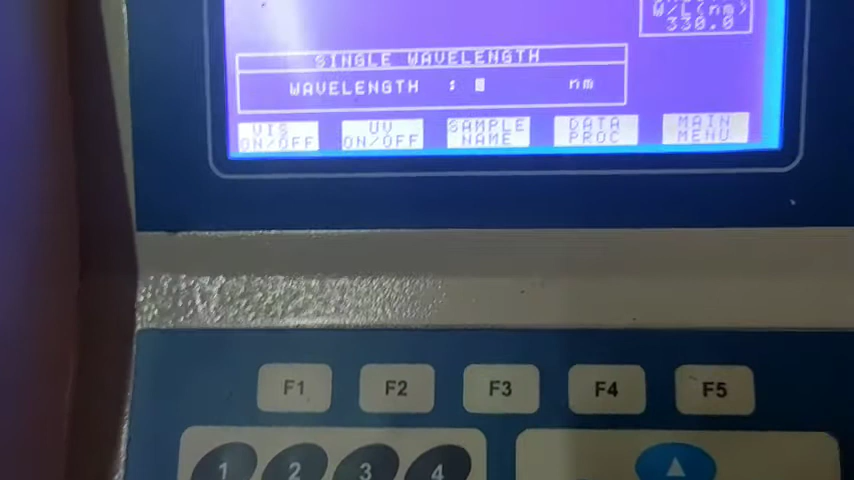 W/L(nm)
330.0
SINGLE WAVELENGTH
WAVELENGTH : nm
VIS ON/OFF
UV ON/OFF
SAMPLE NAME
DATA PROC
MAIN MENU
F1 F2 F3 F4 F5
1 2 3 4